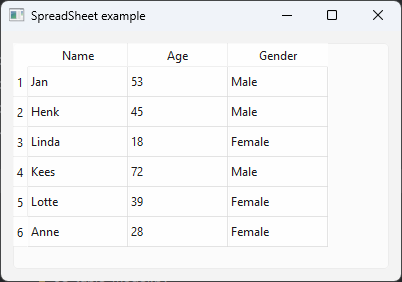 SpreadSheet example
Name Age Gender
1 Jan 53 Male
2 Henk 45 Male
3 Linda 18 Female
4 Kees 72 Male
5 Lotte 39 Female
6 Anne 28 Female